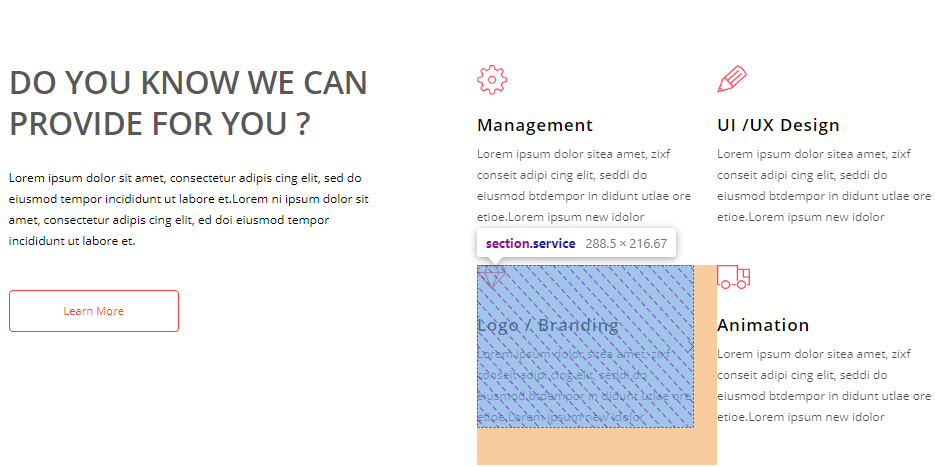 DO YOU KNOW WE CAN
PROVIDE FOR YOU ?
Lorem ipsum dolor sit amet, consectetur adipis cing elit, sed do
eiusmod tempor incididunt ut labore et.Lorem ni ipsum dolor sit
amet, consectetur adipis cing elit, ed doi eiusmod tempor
incididunt ut labore et.
Learn More
Management
Lorem ipsum dolor sitea amet, zixf
conseit adipi cing elit, seddi do
eiusmod btdempor in didunt utlae ore
etioe.Lorem ipsum new idolor
UI /UX Design
Lorem ipsum dolor sitea amet, zixf
conseit adipi cing elit, seddi do
eiusmod btdempor in didunt utlae ore
etioe.Lorem ipsum new idolor
section.service 288.5 × 216.67
Logo / Branding
Lorem ipsum dolor sitea amet, zixf
conseit adipi cing elit, seddi do
eiusmod btdempor in didunt utlae ore
etioe.Lorem ipsum new idolor
Animation
Lorem ipsum dolor sitea amet, zixf
conseit adipi cing elit, seddi do
eiusmod btdempor in didunt utlae ore
etioe.Lorem ipsum new idolor